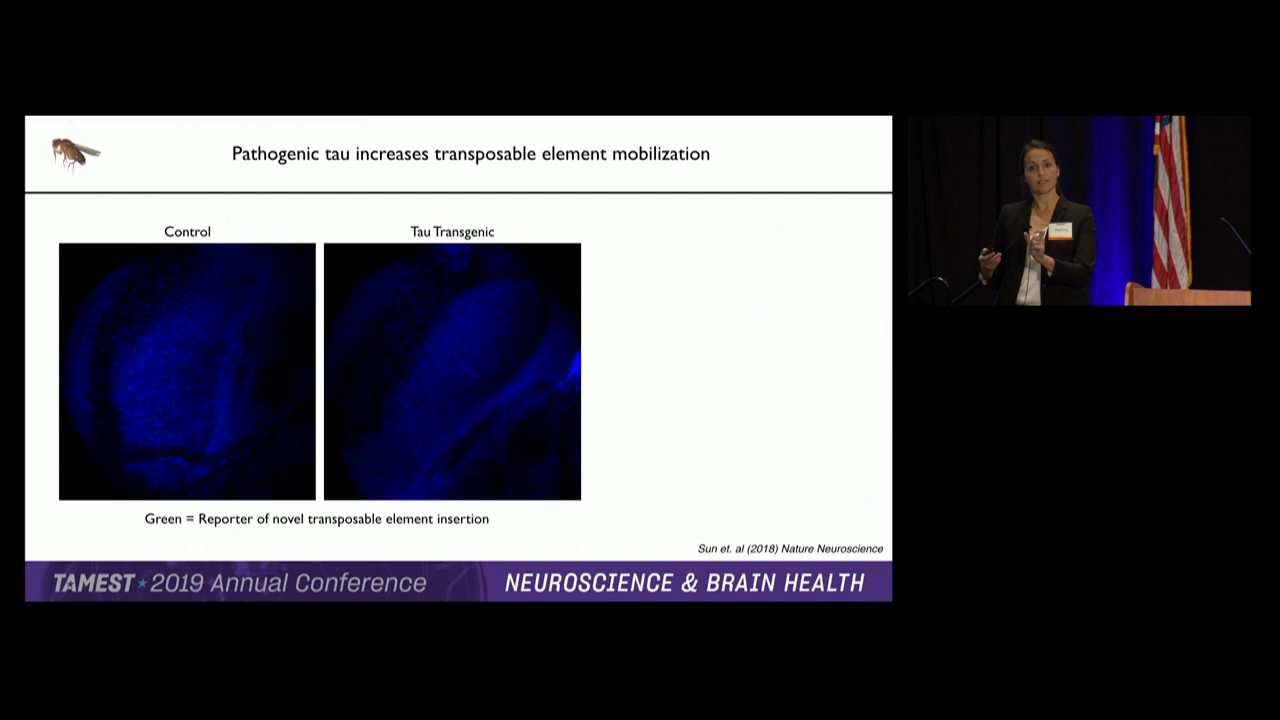 Pathogenic tau increases transposable element mobilization
Control
Tau Transgenic
Green = Reporter of novel transposable element insertion
Sun et. al (2018) Nature Neuroscience
TAMEST★2019 Annual Conference
NEUROSCIENCE & BRAIN HEALTH